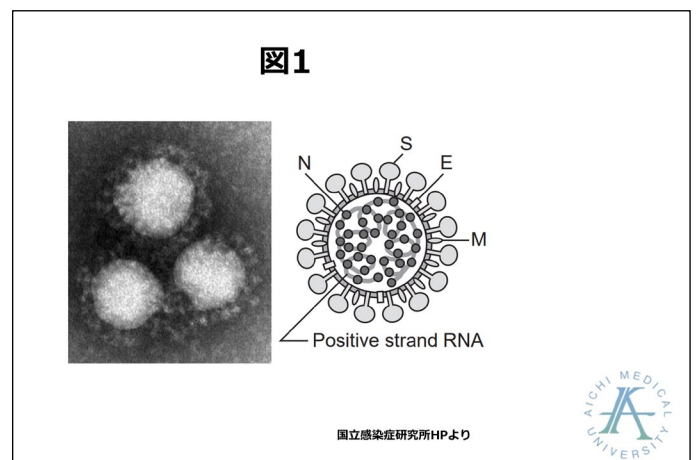 図1
S
N
E
M
Positive strand RNA
国立感染症研究所HPより
AICHI MEDICAL UNIVERSITY